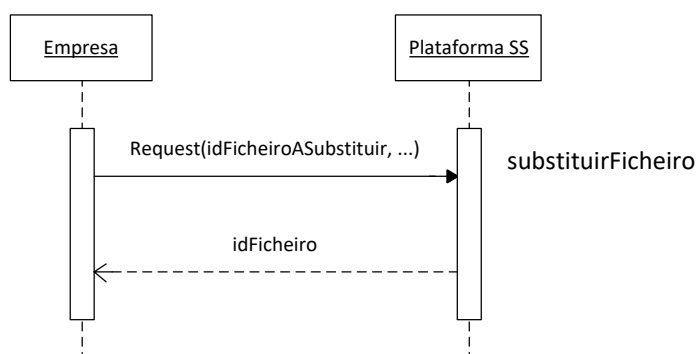 Empresa
Plataforma SS
Request(idFicheiroASubstituir, ...)
substituirFicheiro
idFicheiro